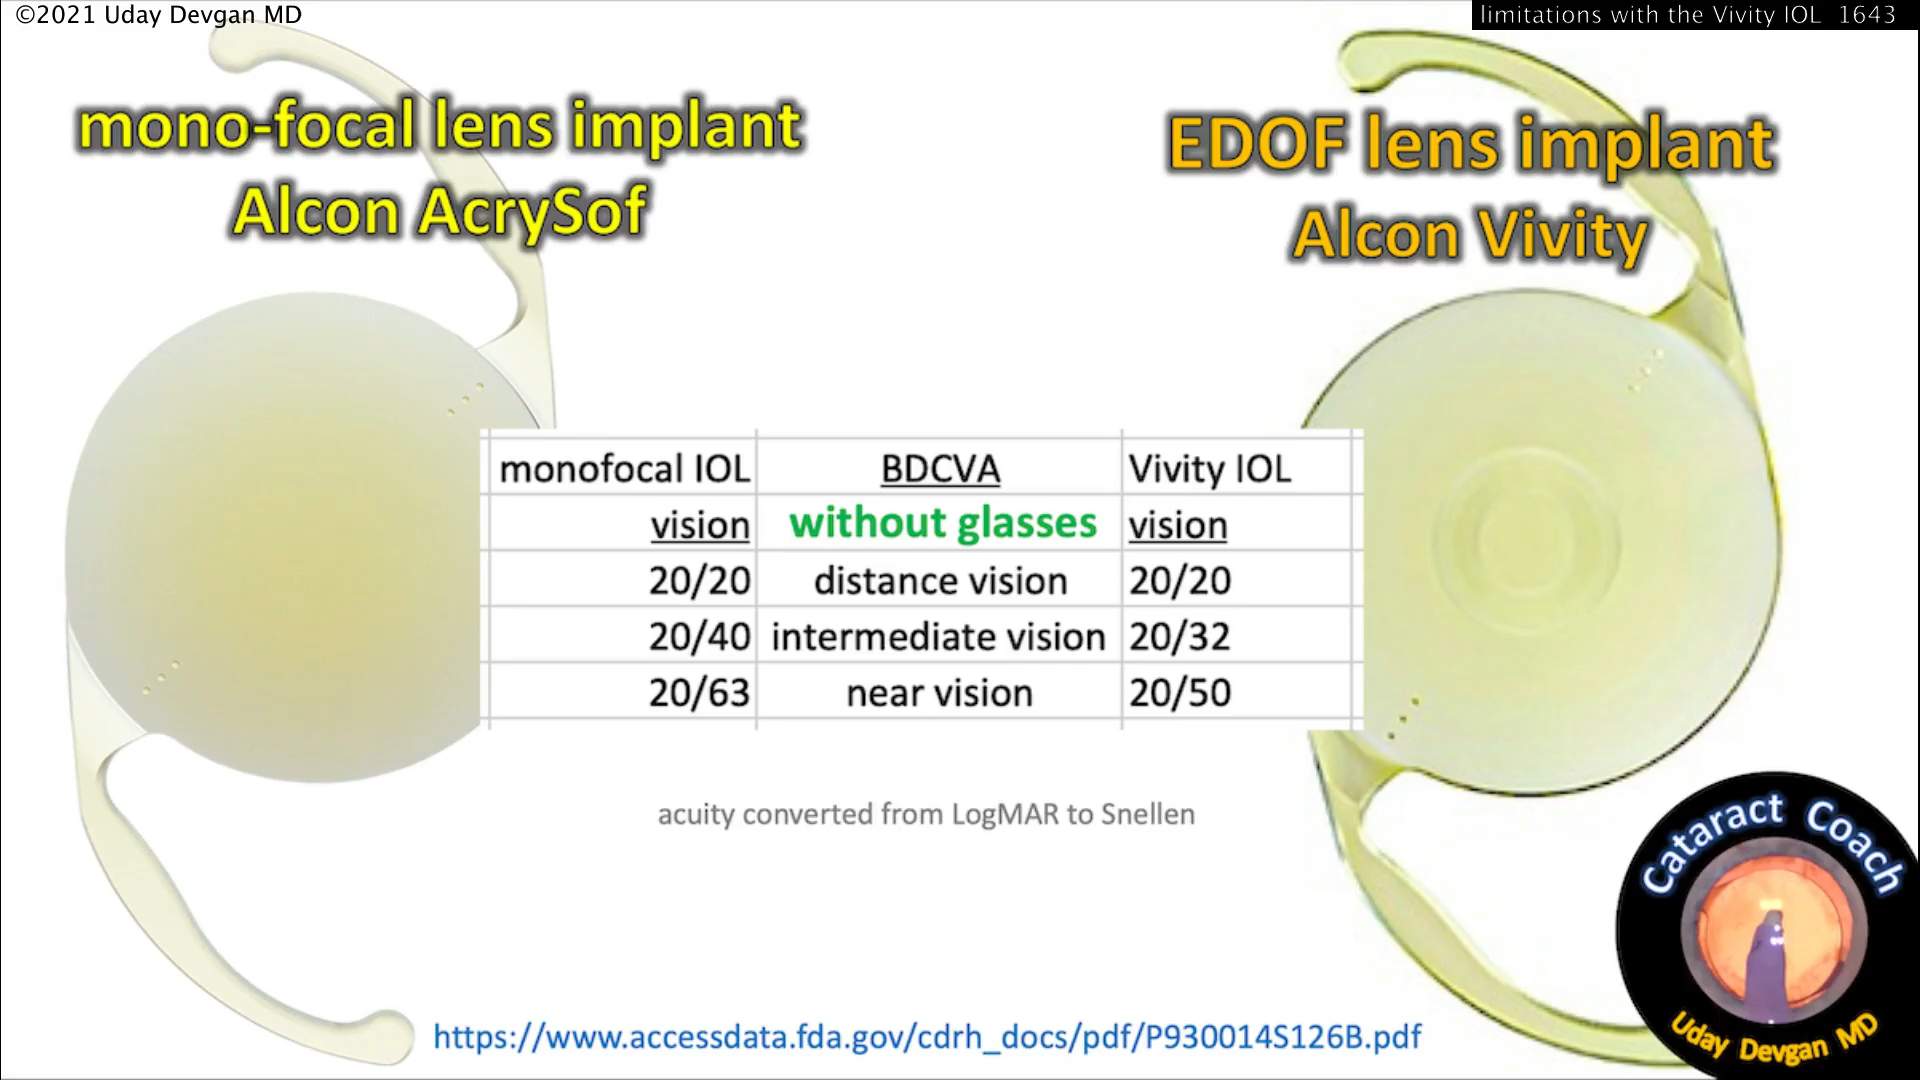 ©2021 Uday Devgan MD
limitations with the Vivity IOL 1643
mono-focal lens implant
Alcon AcrySof
EDOF lens implant
Alcon Vivity
monofocal IOL BDCVA Vivity IOL
vision without glasses vision
20/20 distance vision 20/20
20/40 intermediate vision 20/32
20/63 near vision 20/50
acuity converted from LogMAR to Snellen
https://www.accessdata.fda.gov/cdrh_docs/pdf/P930014S126B.pdf
Cataract Coach
Uday Devgan MD